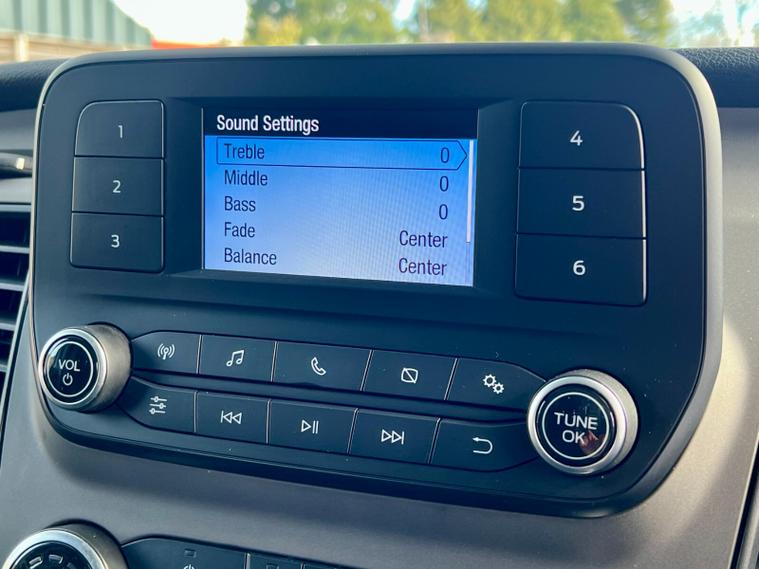 Sound Settings
Treble 0
Middle 0
Bass 0
Fade Center
Balance Center
1
2
3
4
5
6
VOL
TUNE
OK